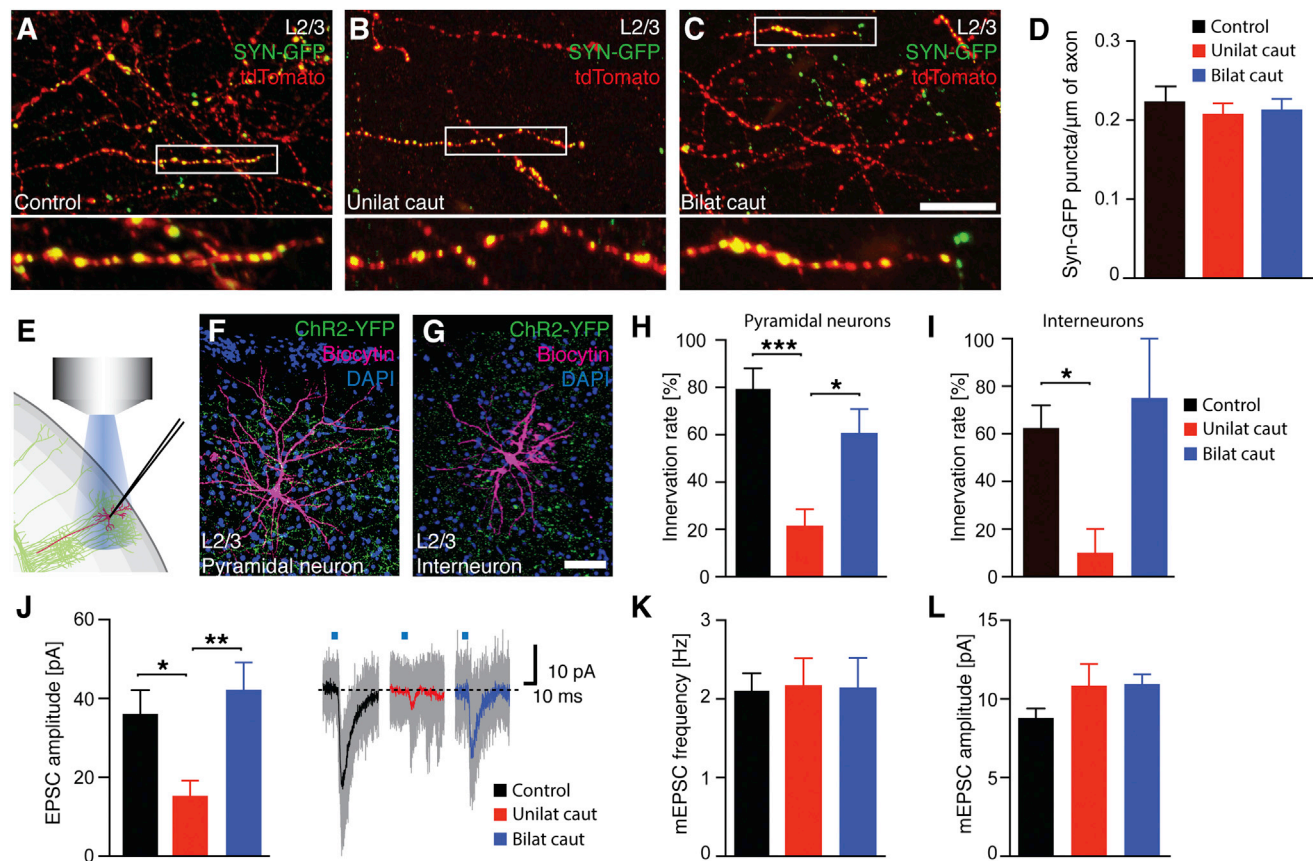 A
L2/3
SYN-GFP
tdTomato
Control
B
L2/3
SYN-GFP
tdTomato
Unilat caut
C
L2/3
SYN-GFP
tdTomato
Bilat caut
D
Control
Unilat caut
Bilat caut
Syn-GFP puncta/μm of axon
0.3
0.2
0.1
0
E
F
ChR2-YFP
Biocytin
DAPI
L2/3
Pyramidal neuron
G
ChR2-YFP
Biocytin
DAPI
L2/3
Interneuron
H
Pyramidal neurons
Innervation rate [%]
100
80
60
40
20
0
***
*
I
Interneurons
Innervation rate [%]
100
80
60
40
20
0
*
Control
Unilat caut
Bilat caut
J
EPSC amplitude [pA]
60
40
20
0
*
**
10 pA
10 ms
Control
Unilat caut
Bilat caut
K
mEPSC frequency [Hz]
3
2
1
0
L
mEPSC amplitude [pA]
15
10
5
0